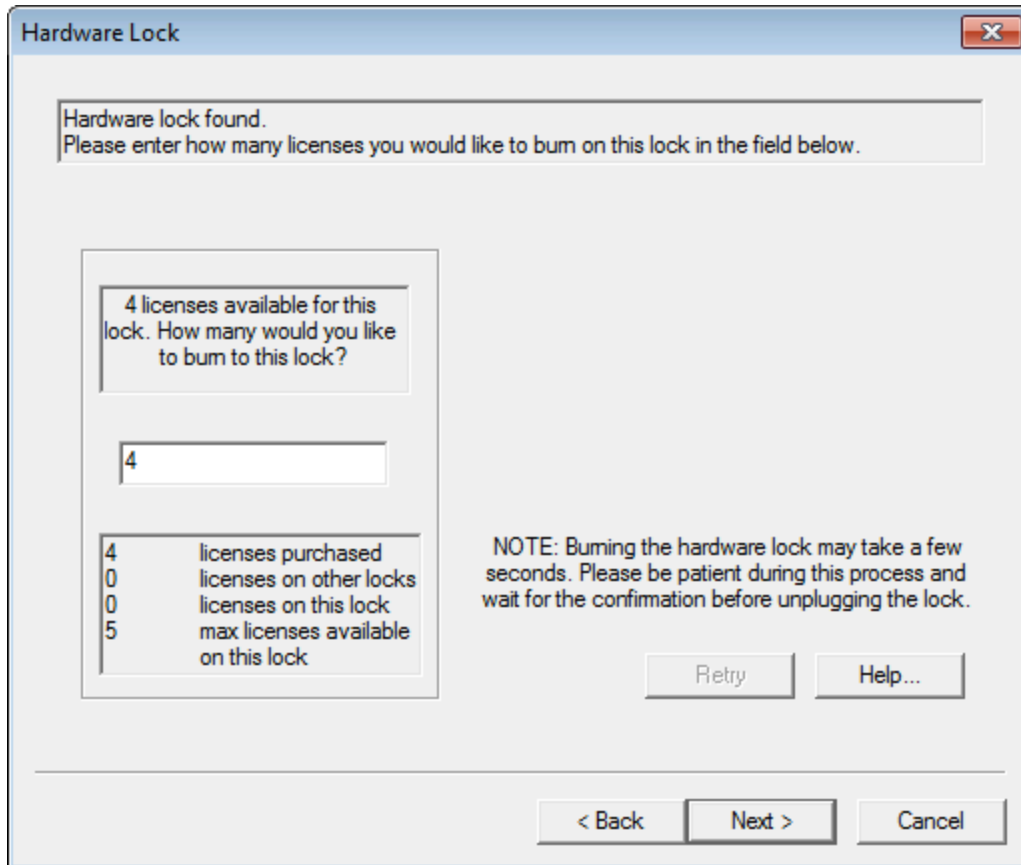 Hardware Lock
Hardware lock found.
Please enter how many licenses you would like to burn on this lock in the field below.
4 licenses available for this
lock. How many would you like
to burn to this lock?
4
4 licenses purchased
0 licenses on other locks
0 licenses on this lock
5 max licenses available
on this lock
NOTE: Burning the hardware lock may take a few
seconds. Please be patient during this process and
wait for the confirmation before unplugging the lock.
Retry Help...
< Back Next > Cancel